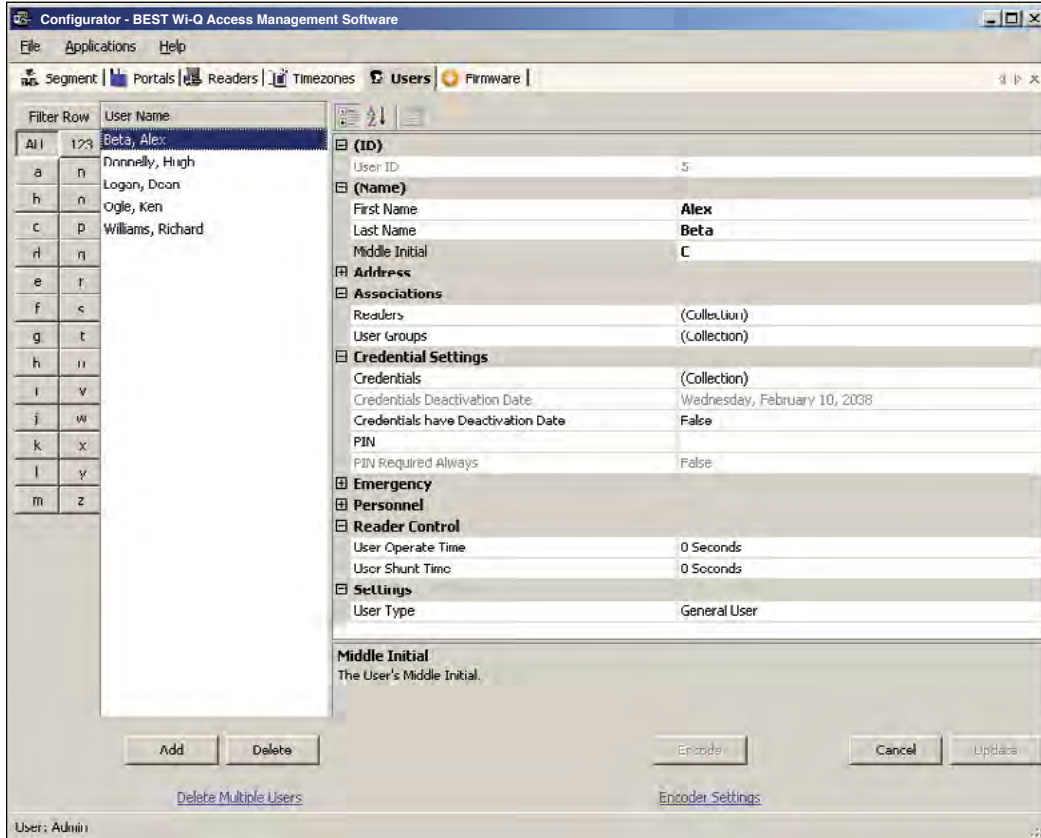 Configurator - BEST Wi-Q Access Management Software
File Applications Help
Segment Portals Readers Timezones Users Firmware
Filter Row User Name
All 123
a n
b o
c p
d q
e r
f s
g t
h u
i v
j w
k x
l y
m z
Beta, Alex
Donnelly, Hugh
Logan, Dean
Ogle, Ken
Williams, Richard
(ID)
User ID 5
(Name)
First Name Alex
Last Name Beta
Middle Initial C
Address
Associations
Readers (Collection)
User Groups (Collection)
Credential Settings
Credentials (Collection)
Credentials Deactivation Date Wednesday, February 10, 2038
Credentials have Deactivation Date False
PIN
PIN Required Always False
Emergency
Personnel
Reader Control
User Operate Time 0 Seconds
User Shunt Time 0 Seconds
Settings
User Type General User
Middle Initial
The User's Middle Initial.
Add Delete Encode Cancel Update
Delete Multiple Users Encoder Settings
User: Admin